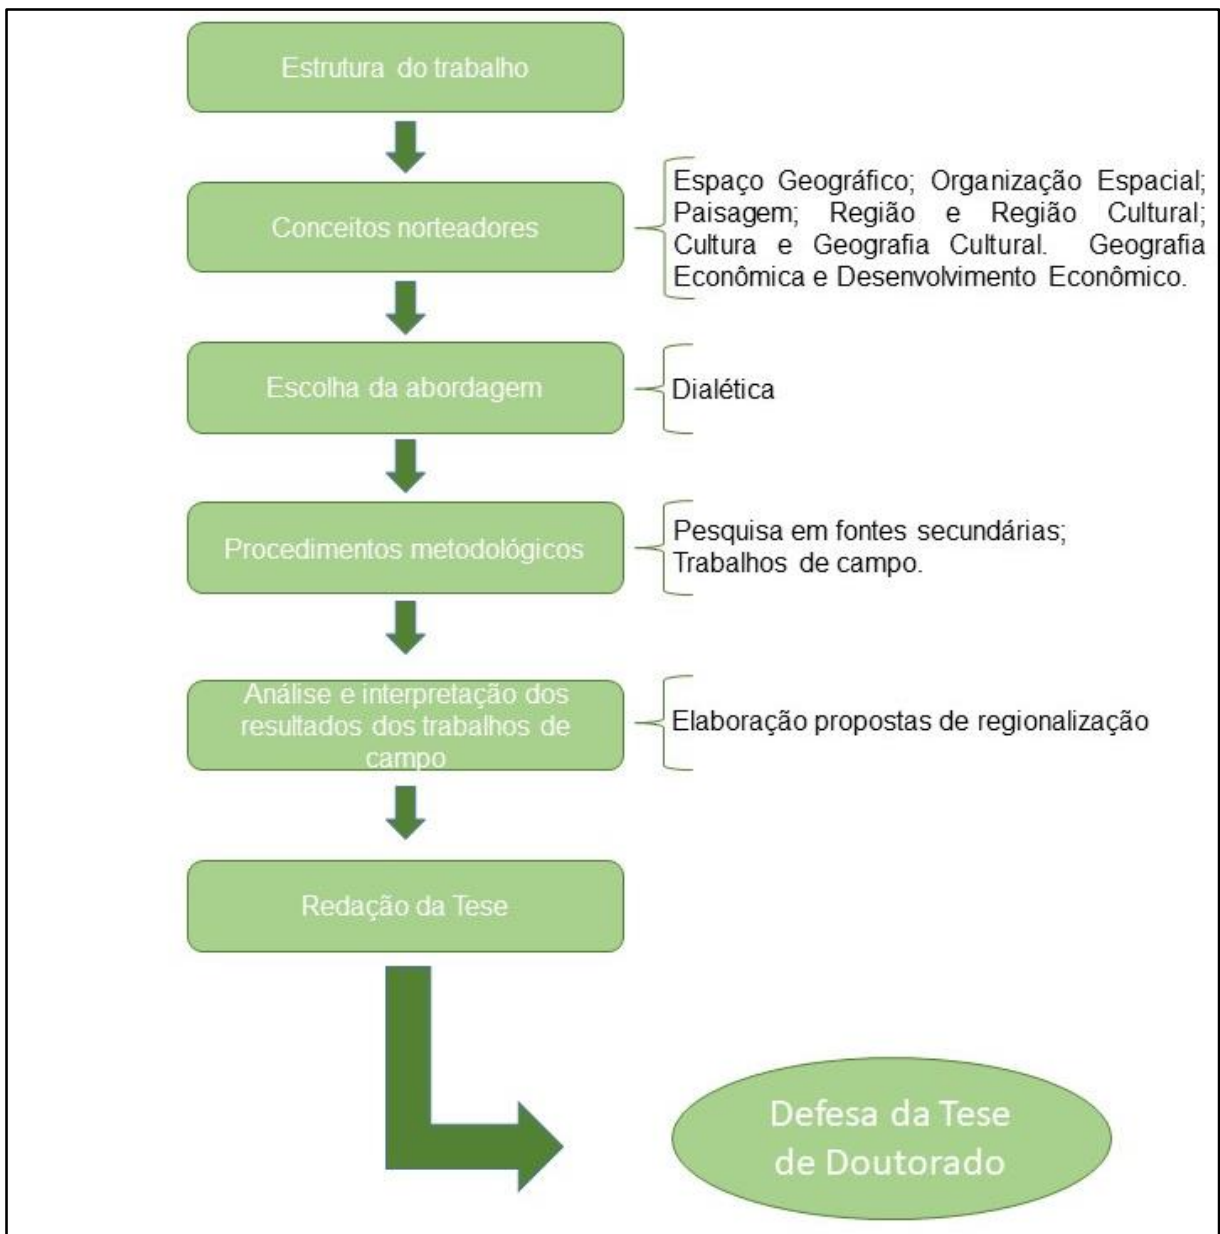 Estrutura do trabalho
Conceitos norteadores
Espaço Geográfico; Organização Espacial;
Paisagem; Região e Região Cultural;
Cultura e Geografia Cultural. Geografia
Econômica e Desenvolvimento Econômico.
Escolha da abordagem
Dialética
Procedimentos metodológicos
Pesquisa em fontes secundárias;
Trabalhos de campo.
Análise e interpretação dos
resultados dos trabalhos de
campo
Elaboração propostas de regionalização
Redação da Tese
Defesa da Tese
de Doutorado